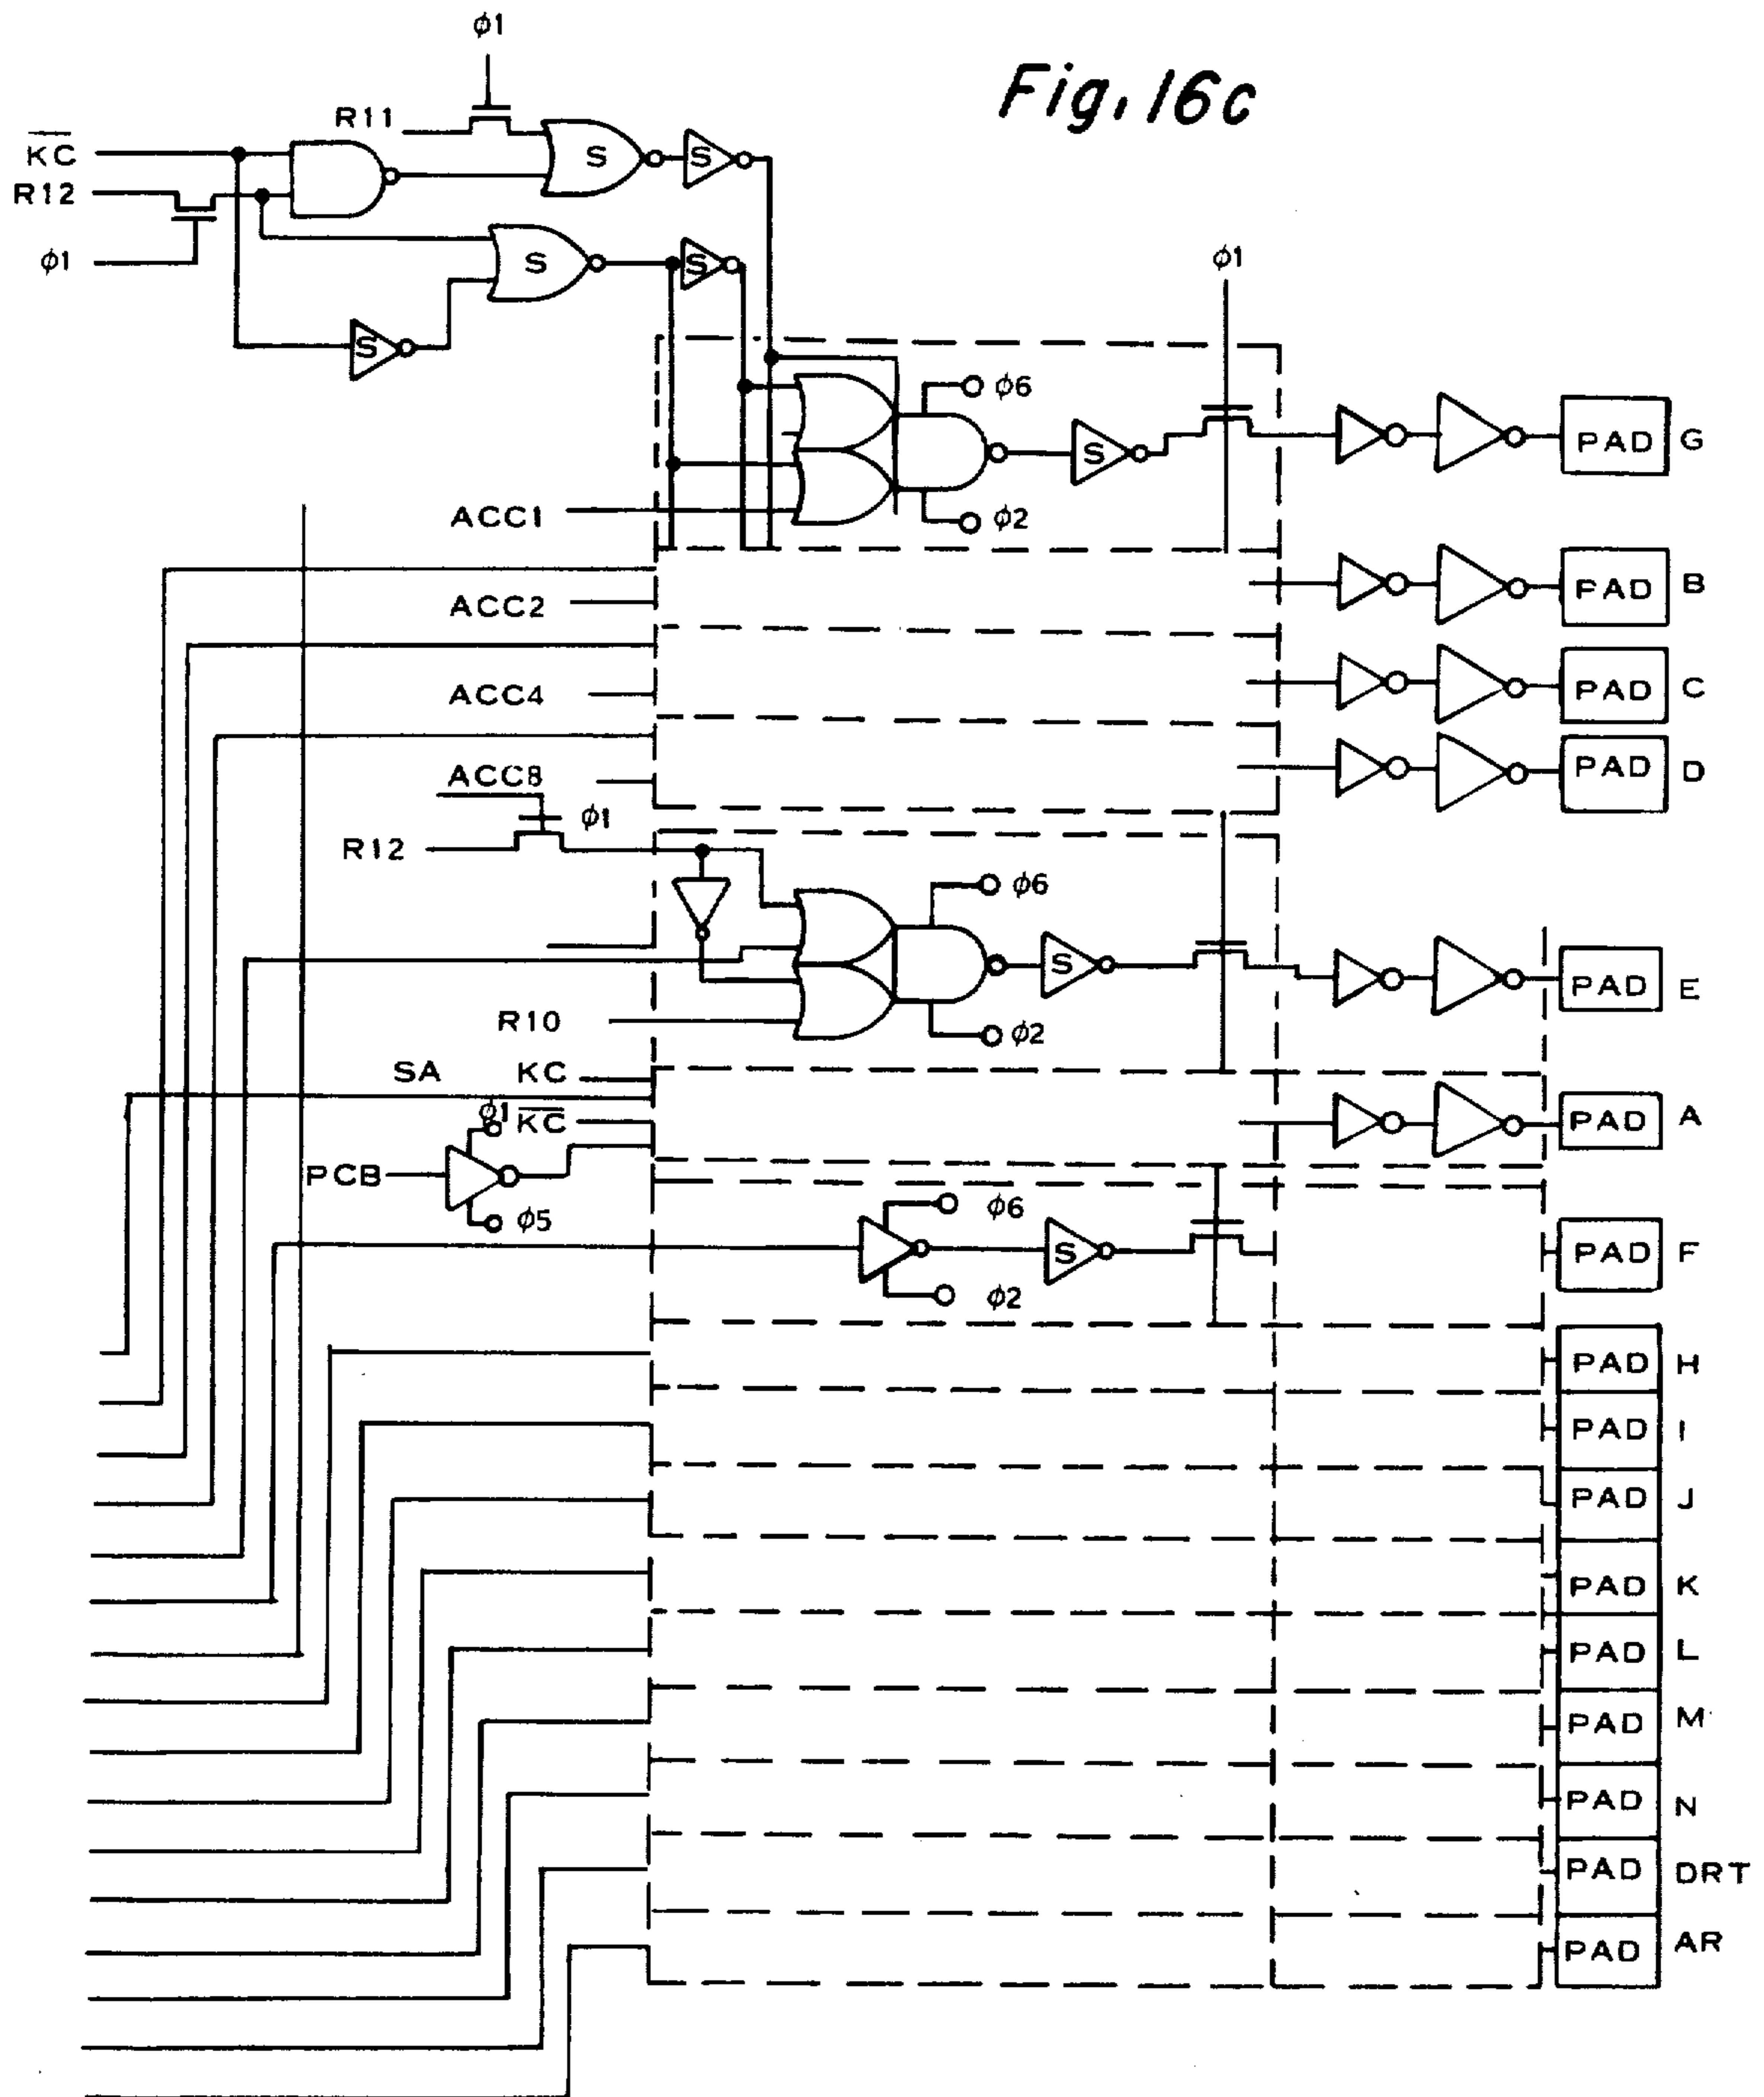 Fig. 16c
φ1
R11
K̅C̅
S
S
R12
φ1
S
S
φ1
S
φ6
S
PAD G
ACC1
φ2
ACC2
PAD B
ACC4
PAD C
ACC8
PAD D
φ1
R12
φ6
S
PAD E
R10
φ2
SA
KC
φ1
K̅C̅
PAD A
PCB
φ5
φ6
S
PAD F
φ2
PAD H
PAD I
PAD J
PAD K
PAD L
PAD M
PAD N
PAD DRT
PAD AR